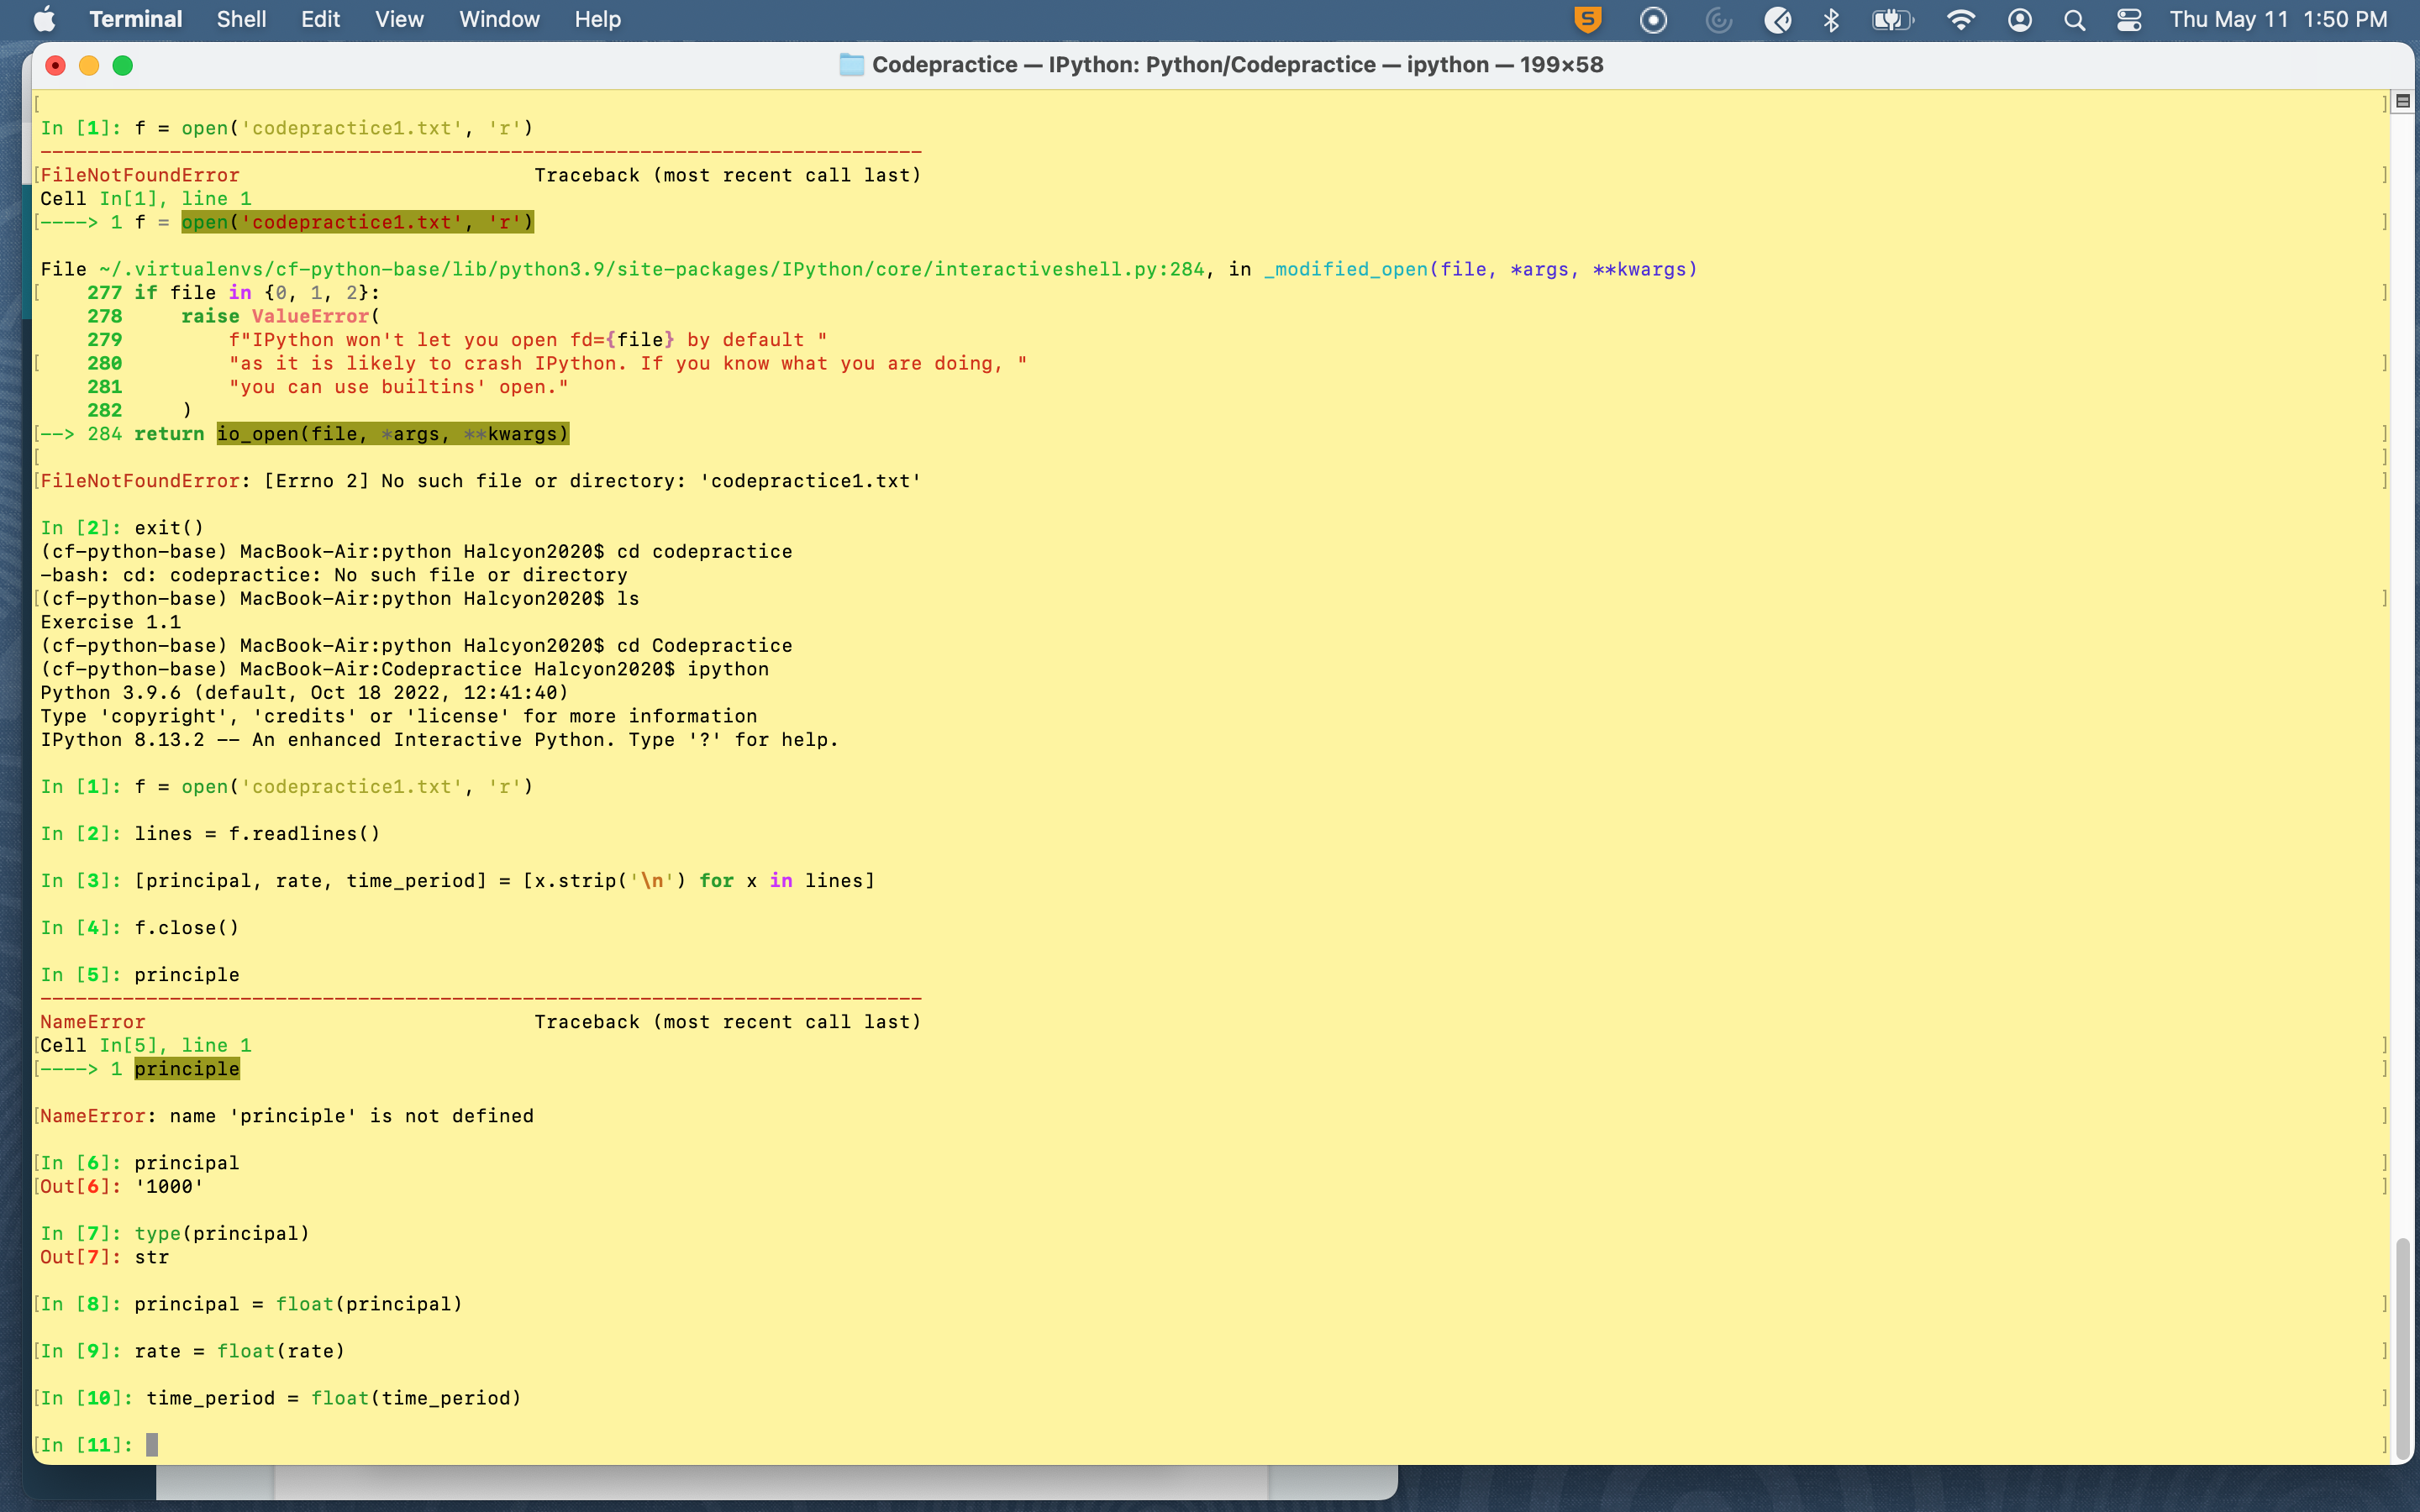 Terminal Shell Edit View Window Help S Thu May 11 1:50 PM
Codepractice — IPython: Python/Codepractice — ipython — 199×58
In [1]: f = open('codepractice1.txt', 'r')
---------------------------------------------------------------------------
FileNotFoundError                         Traceback (most recent call last)
Cell In[1], line 1
----> 1 f = open('codepractice1.txt', 'r')
File ~/.virtualenvs/cf-python-base/lib/python3.9/site-packages/IPython/core/interactiveshell.py:284, in _modified_open(file, *args, **kwargs)
    277 if file in {0, 1, 2}:
    278     raise ValueError(
    279         f"IPython won't let you open fd={file} by default "
    280         "as it is likely to crash IPython. If you know what you are doing, "
    281         "you can use builtins' open."
    282     )
--> 284 return io_open(file, *args, **kwargs)
FileNotFoundError: [Errno 2] No such file or directory: 'codepractice1.txt'
In [2]: exit()
(cf-python-base) MacBook-Air:python Halcyon2020$ cd codepractice
-bash: cd: codepractice: No such file or directory
(cf-python-base) MacBook-Air:python Halcyon2020$ ls
Exercise 1.1
(cf-python-base) MacBook-Air:python Halcyon2020$ cd Codepractice
(cf-python-base) MacBook-Air:Codepractice Halcyon2020$ ipython
Python 3.9.6 (default, Oct 18 2022, 12:41:40)
Type 'copyright', 'credits' or 'license' for more information
IPython 8.13.2 -- An enhanced Interactive Python. Type '?' for help.
In [1]: f = open('codepractice1.txt', 'r')
In [2]: lines = f.readlines()
In [3]: [principal, rate, time_period] = [x.strip('\n') for x in lines]
In [4]: f.close()
In [5]: principle
---------------------------------------------------------------------------
NameError                                 Traceback (most recent call last)
Cell In[5], line 1
----> 1 principle
NameError: name 'principle' is not defined
In [6]: principal
Out[6]: '1000'
In [7]: type(principal)
Out[7]: str
In [8]: principal = float(principal)
In [9]: rate = float(rate)
In [10]: time_period = float(time_period)
In [11]: